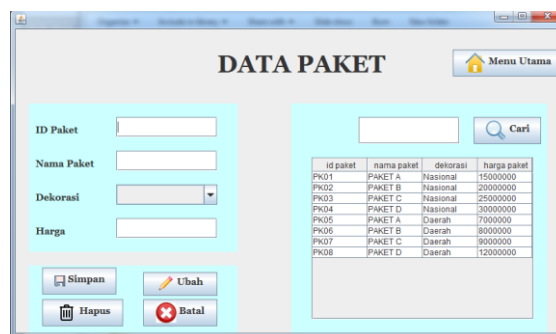 DATA PAKET
Menu Utama
ID Paket
Nama Paket
Dekorasi
Harga
Simpan
Ubah
Hapus
Batal
Cari
id paket nama paket dekorasi harga paket
PK01 PAKET A Nasional 15000000
PK02 PAKET B Nasional 20000000
PK03 PAKET C Nasional 25000000
PK04 PAKET D Nasional 30000000
PK05 PAKET A Daerah 7000000
PK06 PAKET B Daerah 8000000
PK07 PAKET C Daerah 9000000
PK08 PAKET D Daerah 12000000